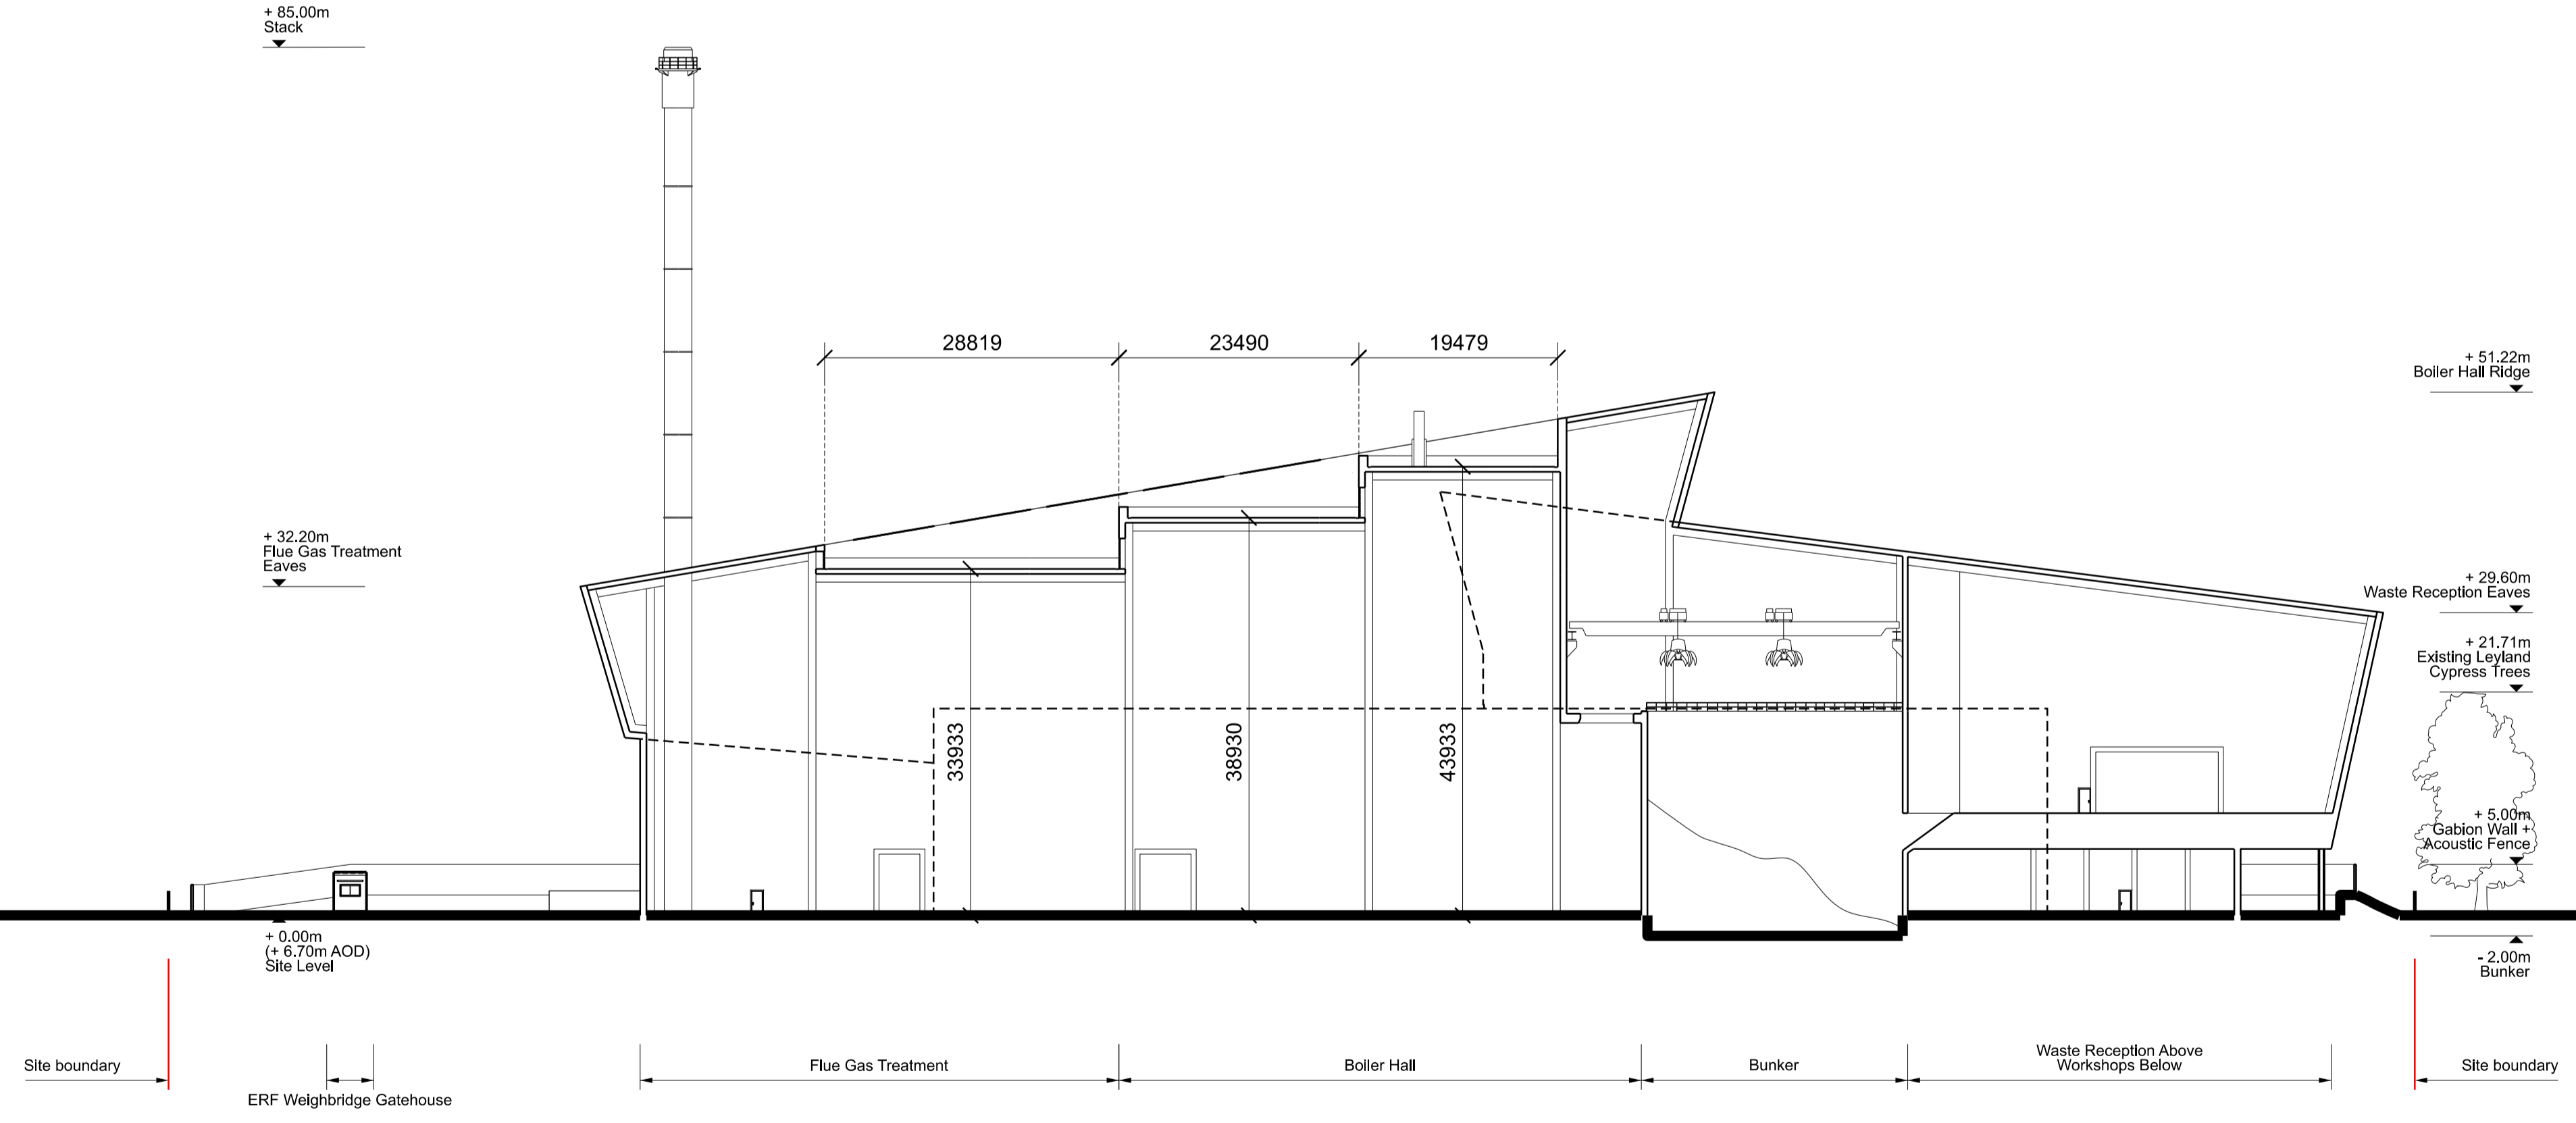 + 85.00m
Stack
28819
23490
19479
+ 51.22m
Boiler Hall Ridge
+ 32.20m
Flue Gas Treatment
Eaves
+ 29.60m
Waste Reception Eaves
+ 21.71m
Existing Leyland
Cypress Trees
33933
38930
43933
+ 5.00m
Gabion Wall +
Acoustic Fence
+ 0.00m
(+ 6.70m AOD)
Site Level
- 2.00m
Bunker
Site boundary
ERF Weighbridge Gatehouse
Flue Gas Treatment
Boiler Hall
Bunker
Waste Reception Above
Workshops Below
Site boundary